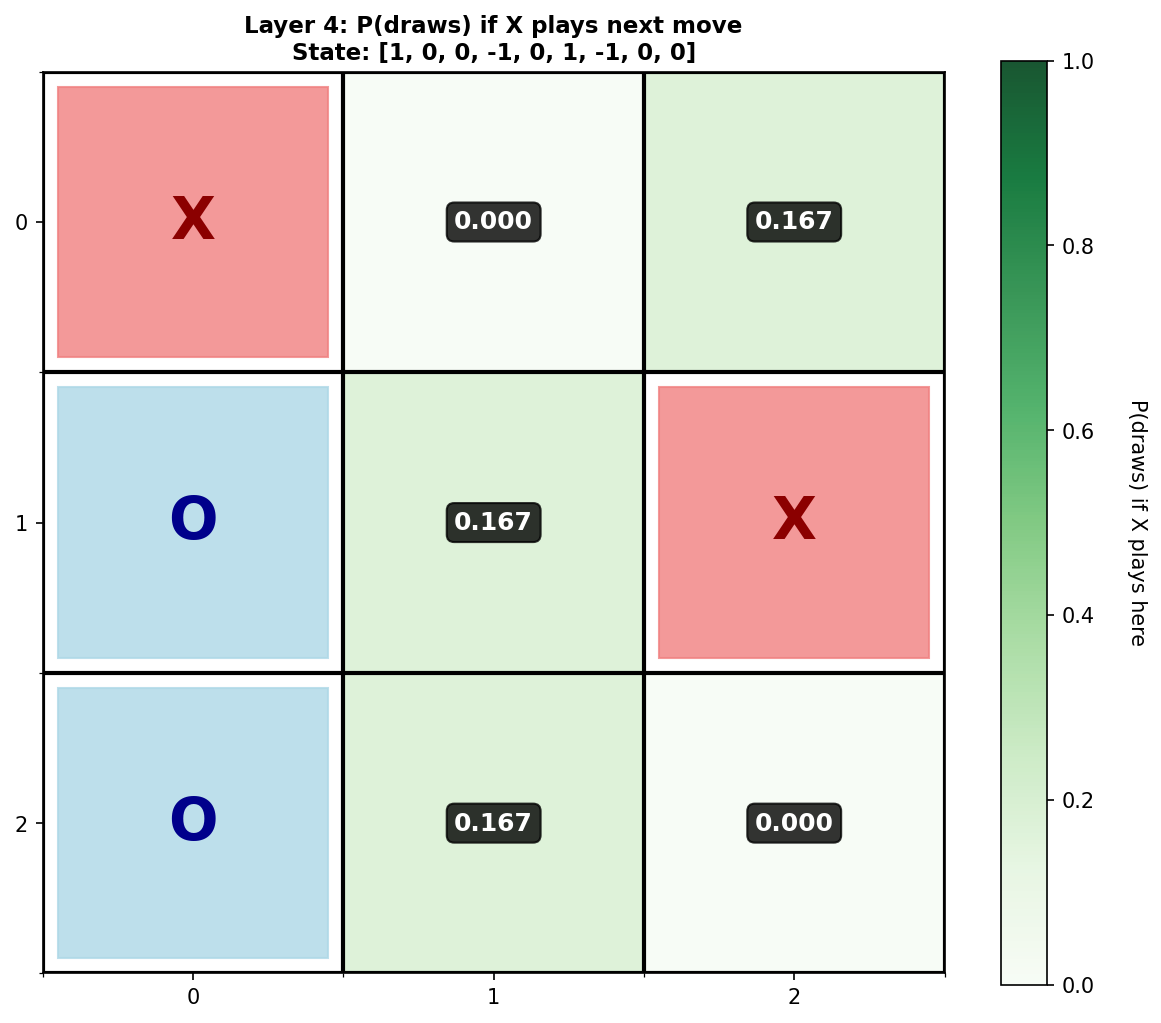 Layer 4: P(draws) if X plays next move
State: [1, 0, 0, -1, 0, 1, -1, 0, 0]
X
0.000
0.167
O
0.167
X
O
0.167
0.000
0
1
2
0
1
2
1.0
0.8
0.6
0.4
0.2
0.0
P(draws) if X plays here